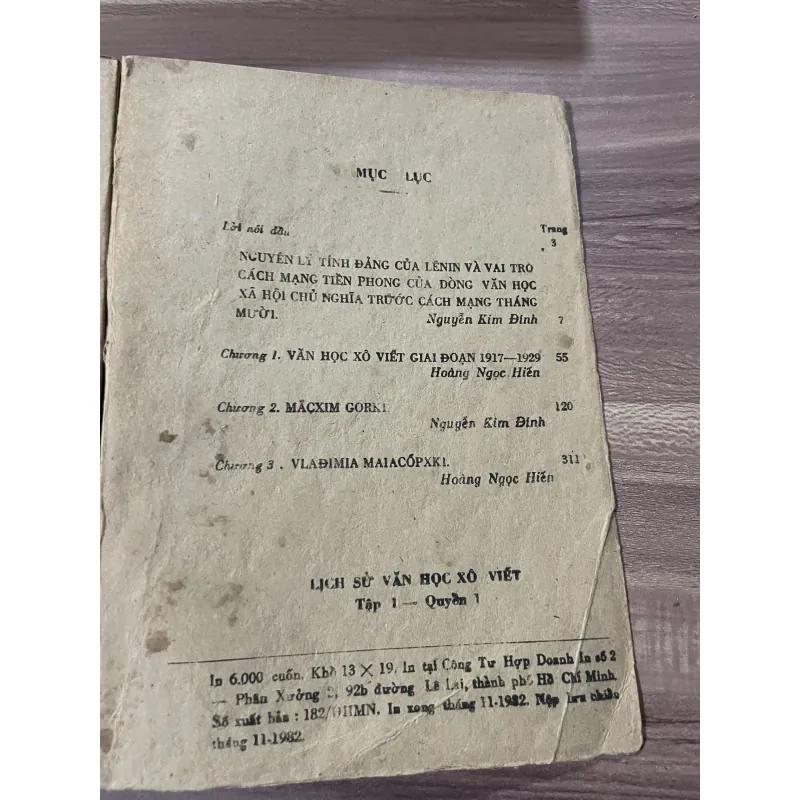 MỤC LỤC
Lời nói đầu
Trang
3
NGUYÊN LÝ TÍNH ĐẢNG CỦA LÊNIN VÀ VAI TRÒ
CÁCH MẠNG TIỀN PHONG CỦA DÒNG VĂN HỌC
XÃ HỘI CHỦ NGHĨA TRƯỚC CÁCH MẠNG THÁNG
MƯỜI. Nguyễn Kim Đính 7
Chương 1. VĂN HỌC XÔ VIẾT GIAI ĐOẠN 1917—1929 55
Hoàng Ngọc Hiến
Chương 2. MĂCXIM GORKI. 120
Nguyễn Kim Đính
Chương 3. VLAĐIMIA MAIACỐPXKI. 311
Hoàng Ngọc Hiến
LỊCH SỬ VĂN HỌC XÔ VIẾT
Tập 1 — Quyển 1
In 6.000 cuốn. Khổ 13 × 19. In tại Công Tư Hợp Doanh In số 2
— Phân Xưởng 2, 92b đường Lê Lai, thành phố Hồ Chí Minh.
Số xuất bản : 182/ĐHMN. In xong tháng 11-1982. Nộp lưu chiểu
tháng 11-1982.